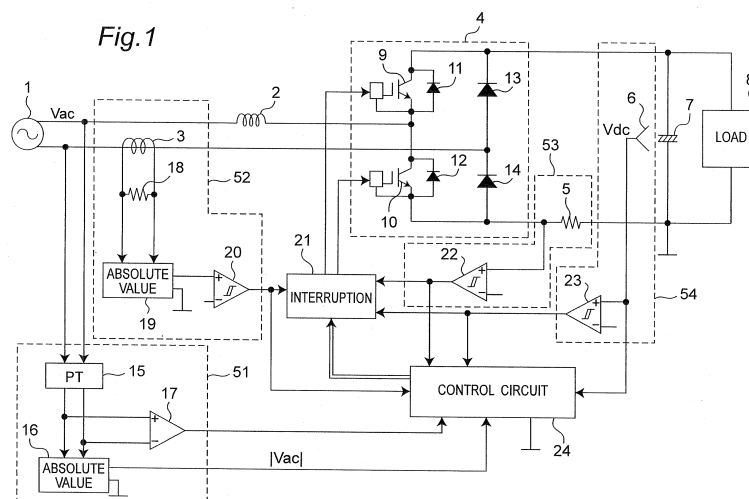 Fig.1
4
1
Vac
2
9
11
13
8
6
3
Vdc
7
LOAD
18
52
12
53
14
5
10
20
21
22
23
ABSOLUTE
VALUE
INTERRUPTION
19
54
51
PT
15
17
CONTROL CIRCUIT
16
24
ABSOLUTE
VALUE
|Vac|